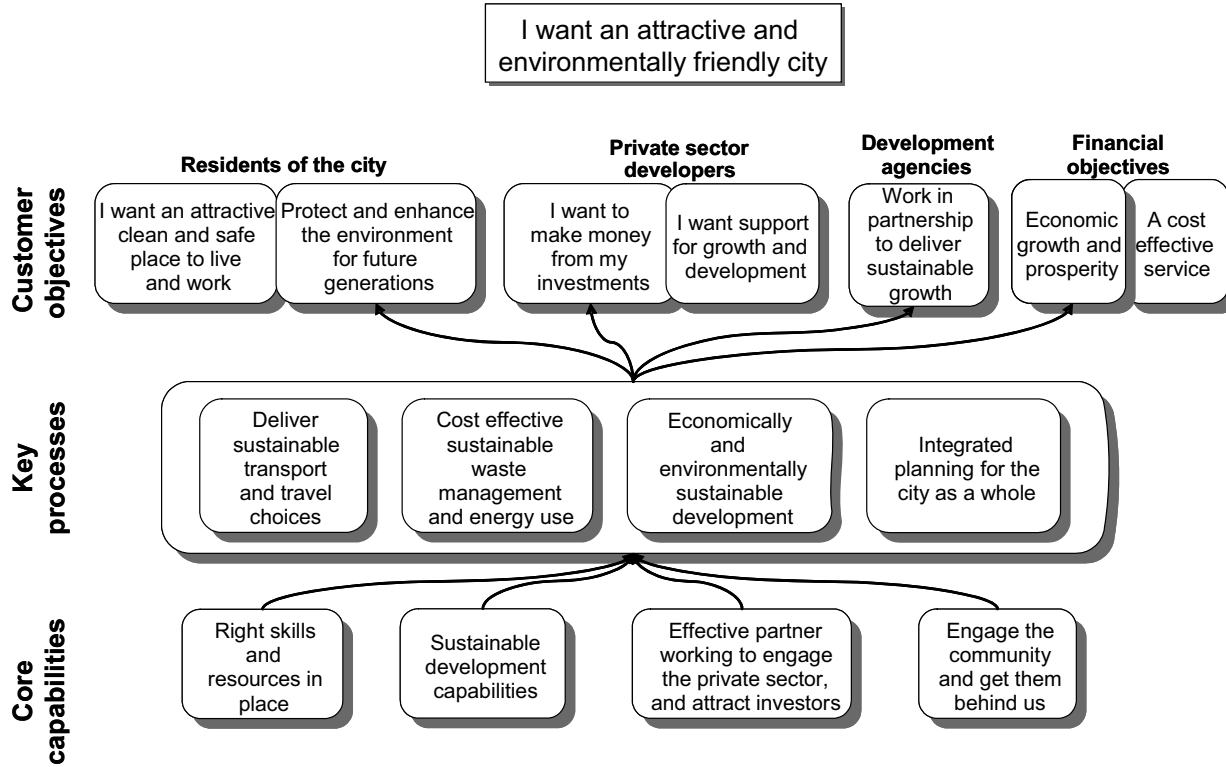 I want an attractive and
environmentally friendly city
Customer
objectives
Residents of the city
I want an attractive
clean and safe
place to live
and work
Protect and enhance
the environment
for future
generations
Private sector
developers
I want to
make money
from my
investments
I want support
for growth and
development
Development
agencies
Work in
partnership
to deliver
sustainable
growth
Financial
objectives
Economic
growth and
prosperity
A cost
effective
service
Key
processes
Deliver
sustainable
transport
and travel
choices
Cost effective
sustainable
waste
management
and energy use
Economically
and
environmentally
sustainable
development
Integrated
planning for the
city as a whole
Core
capabilities
Right skills
and
resources in
place
Sustainable
development
capabilities
Effective partner
working to engage
the private sector,
and attract investors
Engage the
community
and get them
behind us